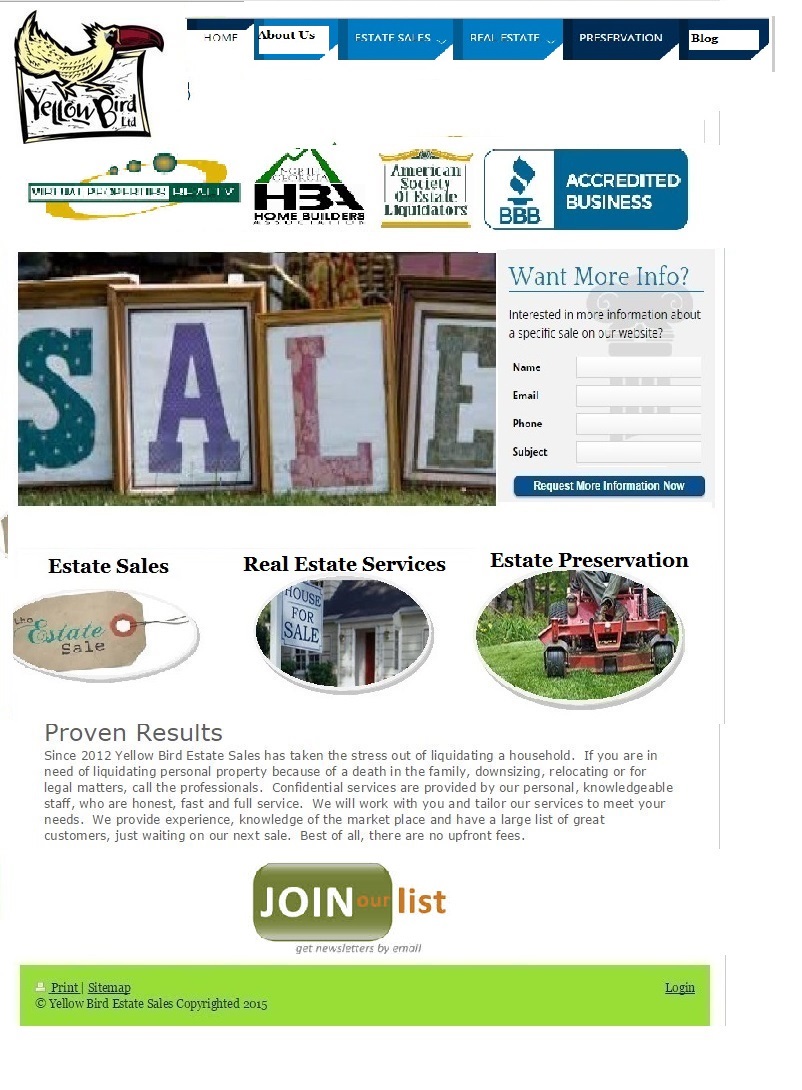 HOME
About Us
ESTATE SALES
REAL ESTATE
PRESERVATION
Blog
Yellow Bird
Ltd
VIRTUAL PROPERTIES REALTY
GEORGIA
HBA
HOME BUILDERS
ASSOCIATION
American
Society
Of Estate
Liquidators
BBB
ACCREDITED
BUSINESS
SALE
Want More Info?
Interested in more information about
a specific sale on our website?
Name
Email
Phone
Subject
Request More Information Now
Estate Sales
Real Estate Services
Estate Preservation
the
Estate
Sale
HOUSE
FOR
SALE
Proven Results
Since 2012 Yellow Bird Estate Sales has taken the stress out of liquidating a household.  If you are in
need of liquidating personal property because of a death in the family, downsizing, relocating or for
legal matters, call the professionals.  Confidential services are provided by our personal, knowledgeable
staff, who are honest, fast and full service.  We will work with you and tailor our services to meet your
needs.  We provide experience, knowledge of the market place and have a large list of great
customers, just waiting on our next sale.  Best of all, there are no upfront fees.
JOIN our list
get newsletters by email
Print | Sitemap
Login
© Yellow Bird Estate Sales Copyrighted 2015